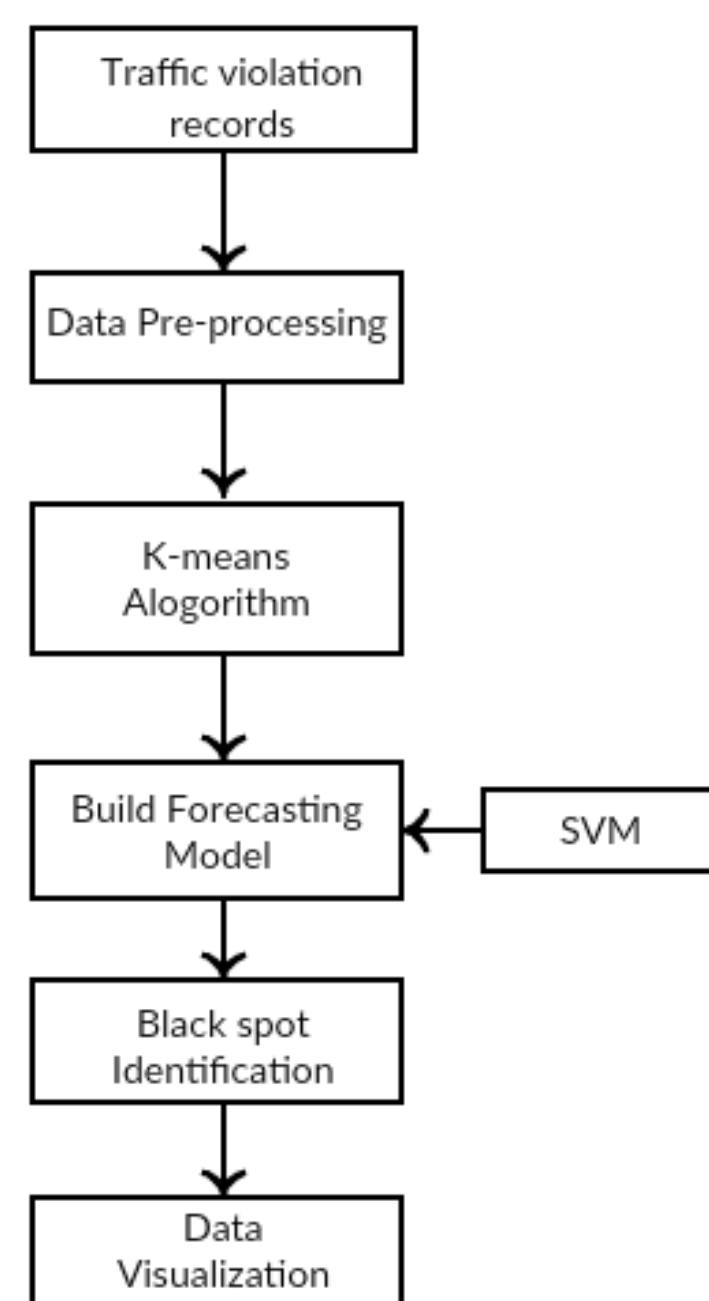 Traffic violation
records
Data Pre-processing
K-means
Alogorithm
Build Forecasting
Model
SVM
Black spot
Identification
Data
Visualization